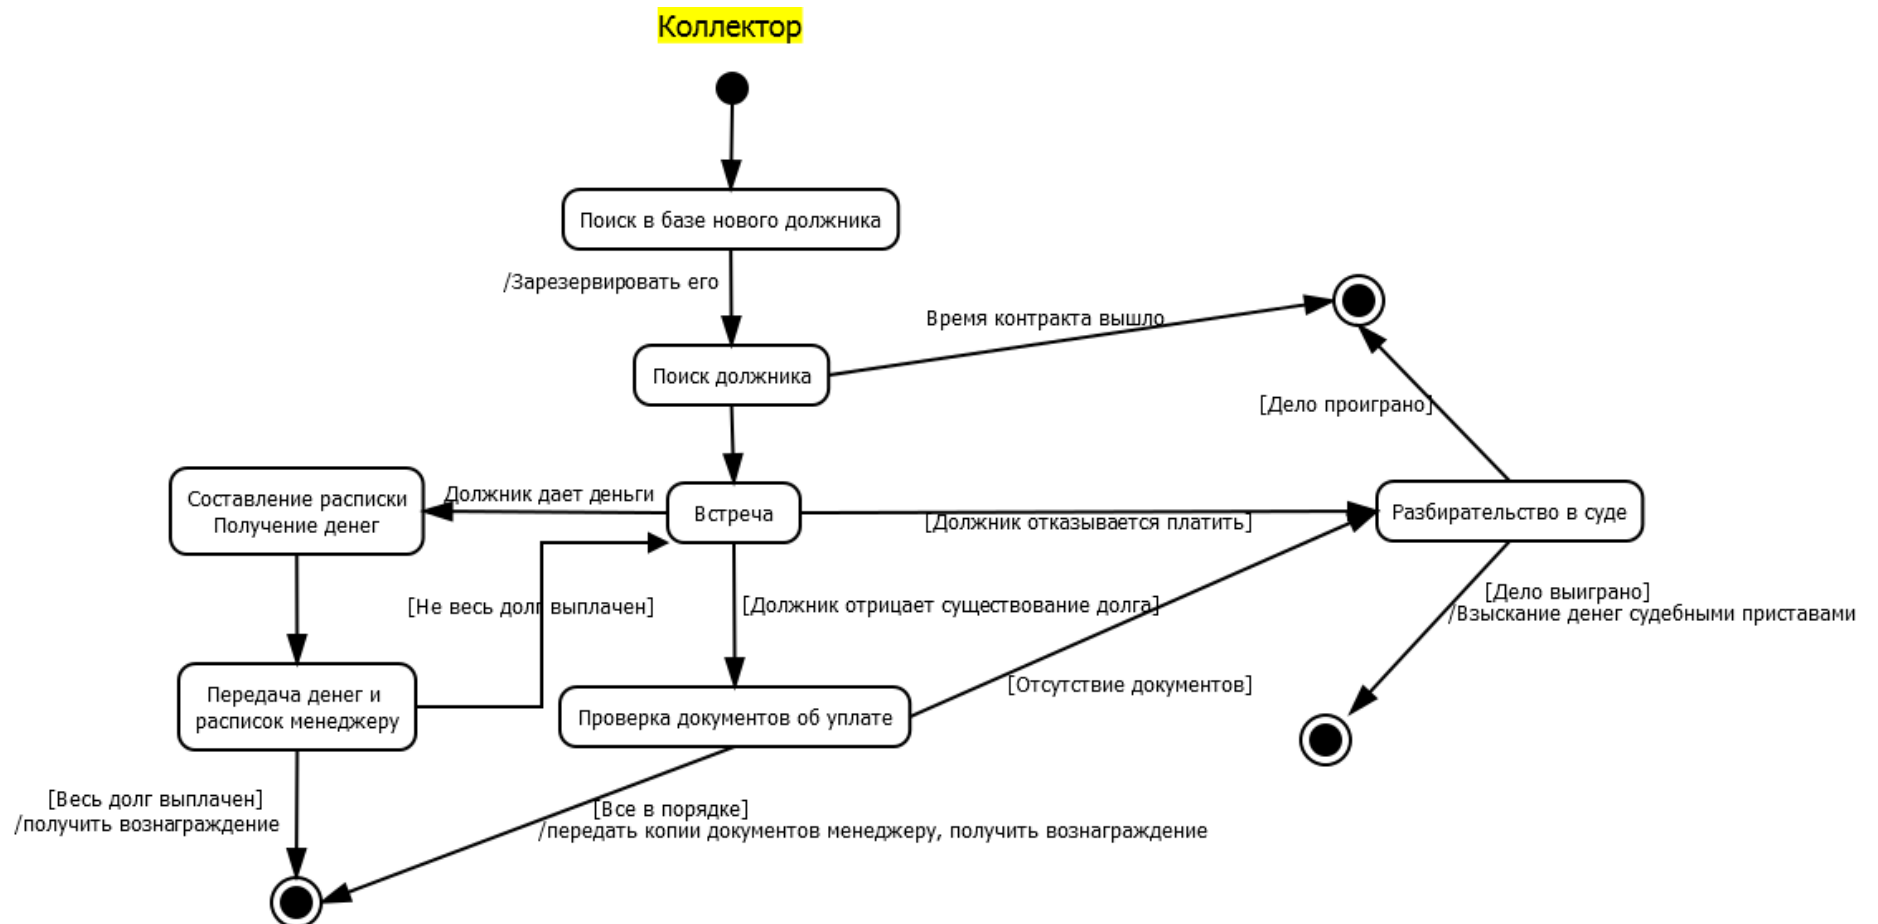 Коллектор
Поиск в базе нового должника
/Зарезервировать его
Время контракта вышло
Поиск должника
[Дело проиграно]
Составление расписки
Получение денег
Должник дает деньги
Встреча
[Должник отказывается платить]
Разбирательство в суде
[Не весь долг выплачен]
[Должник отрицает существование долга]
[Дело выиграно]
/Взыскание денег судебными приставами
Передача денег и
расписок менеджеру
Проверка документов об уплате
[Отсутствие документов]
[Весь долг выплачен]
/получить вознаграждение
[Все в порядке]
/передать копии документов менеджеру, получить вознаграждение